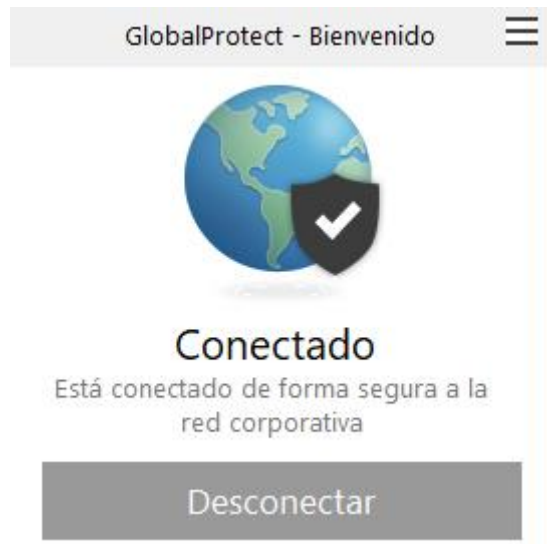 GlobalProtect - Bienvenido
Conectado
Está conectado de forma segura a la
red corporativa
Desconectar